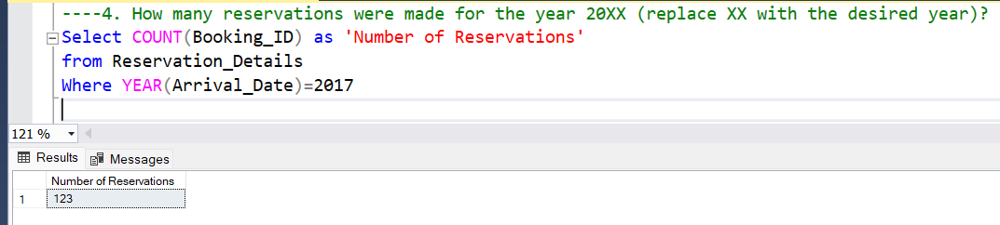 ----4. How many reservations were made for the year 20XX (replace XX with the desired year)?
Select COUNT(Booking_ID) as 'Number of Reservations'
from Reservation_Details
Where YEAR(Arrival_Date)=2017
121 %
Results Messages
Number of Reservations
1 123